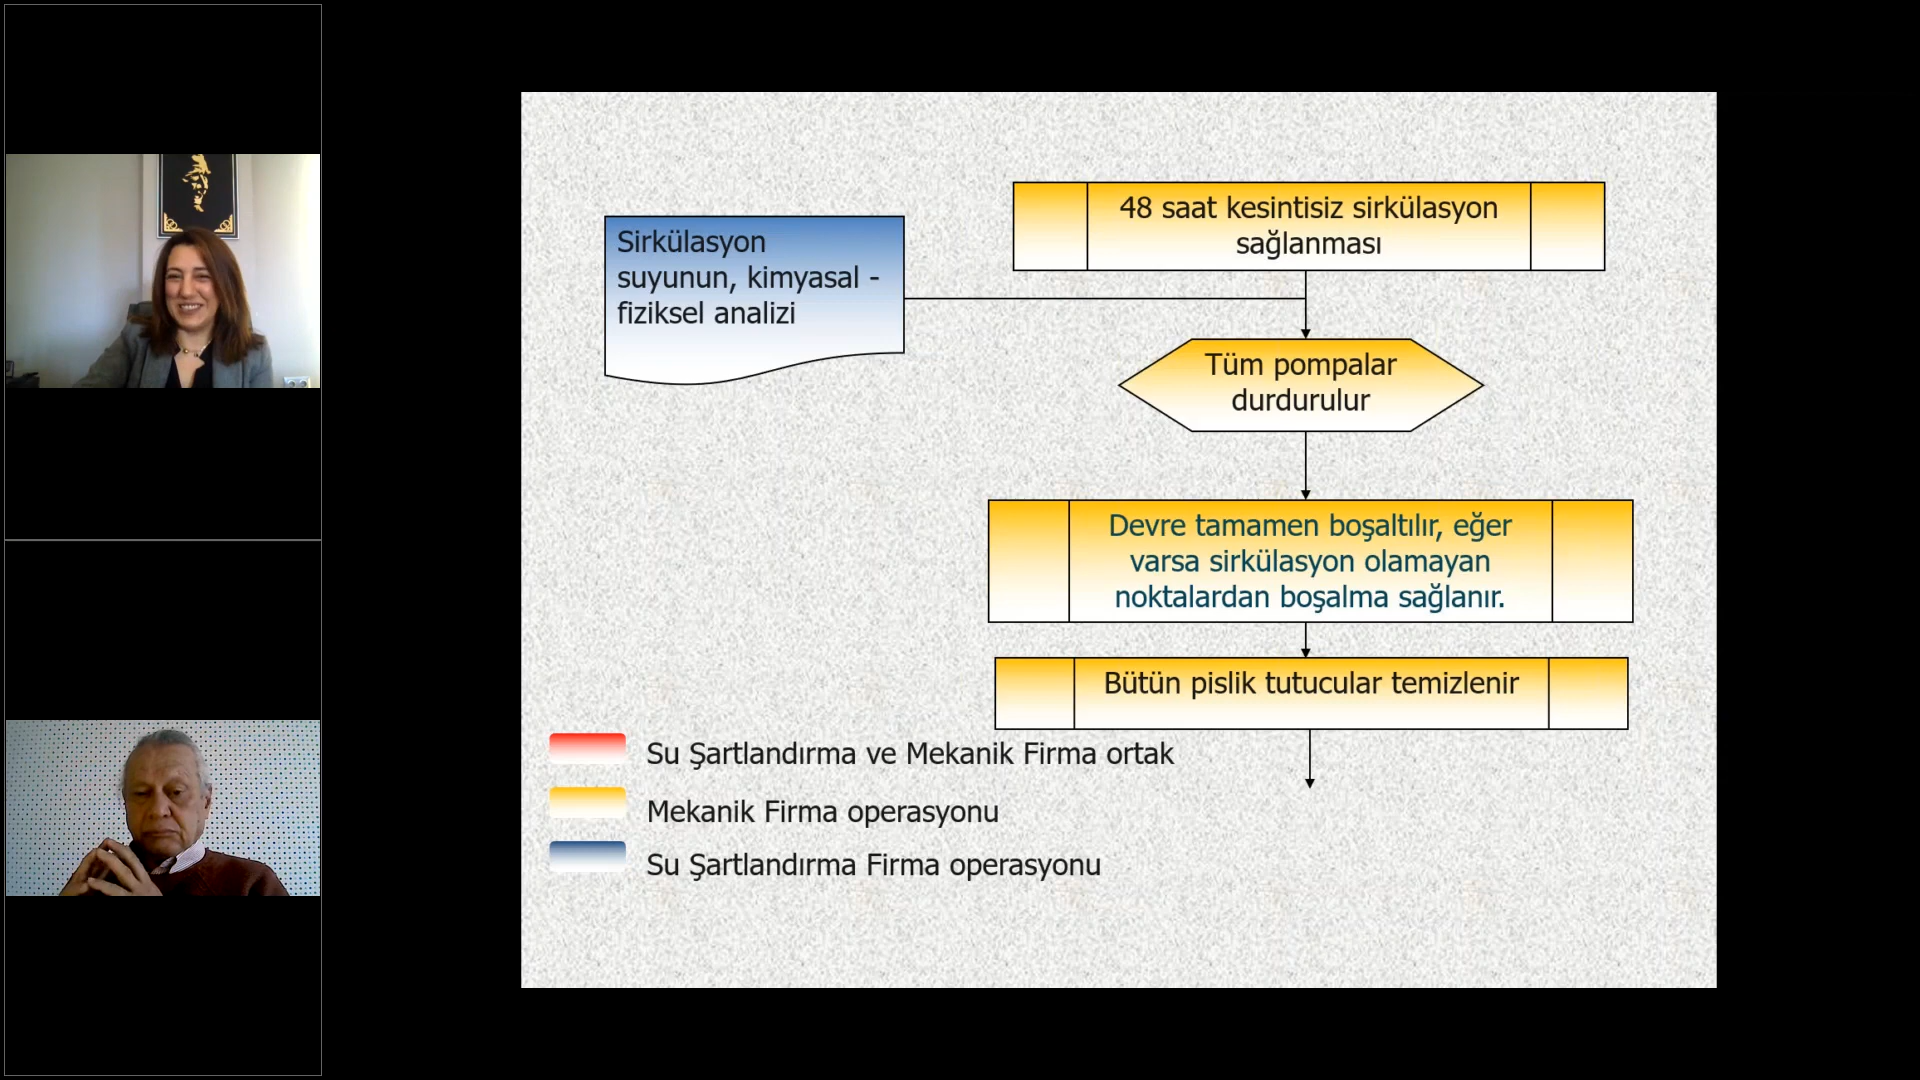 48 saat kesintisiz sirkülasyon
sağlanması
Sirkülasyon
suyunun, kimyasal -
fiziksel analizi
Tüm pompalar
durdurulur
Devre tamamen boşaltılır, eğer
varsa sirkülasyon olamayan
noktalardan boşalma sağlanır.
Bütün pislik tutucular temizlenir
Su Şartlandırma ve Mekanik Firma ortak
Mekanik Firma operasyonu
Su Şartlandırma Firma operasyonu